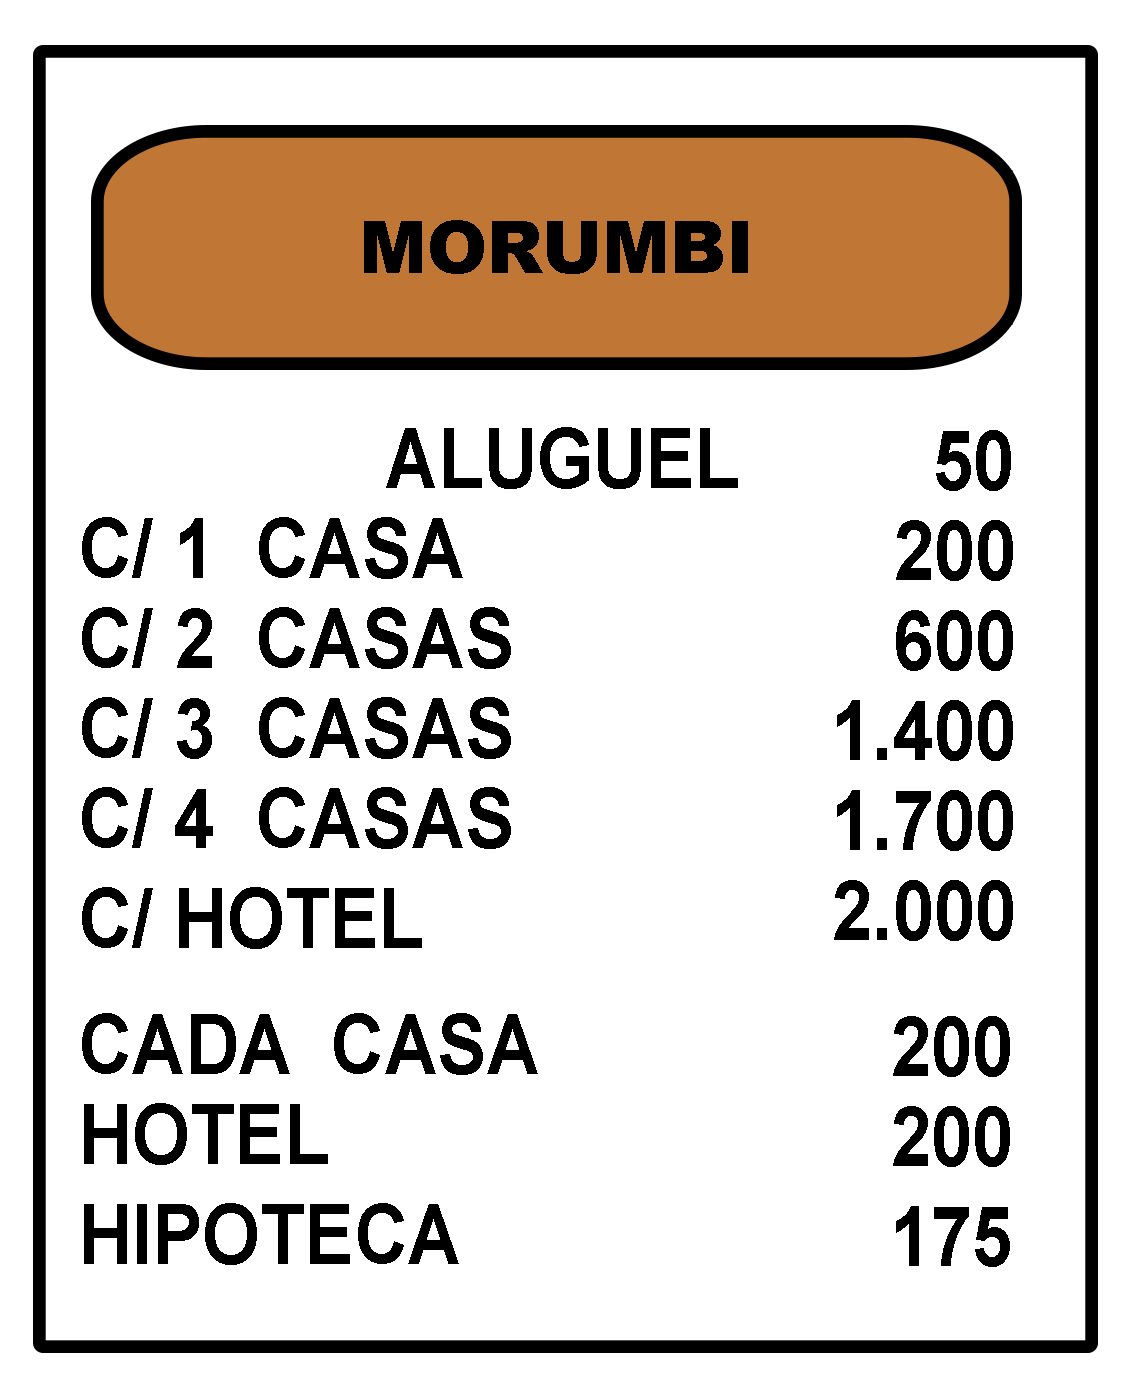 MORUMBI
ALUGUEL 50
C/ 1 CASA 200
C/ 2 CASAS 600
C/ 3 CASAS 1.400
C/ 4 CASAS 1.700
C/ HOTEL 2.000
CADA CASA 200
HOTEL 200
HIPOTECA 175